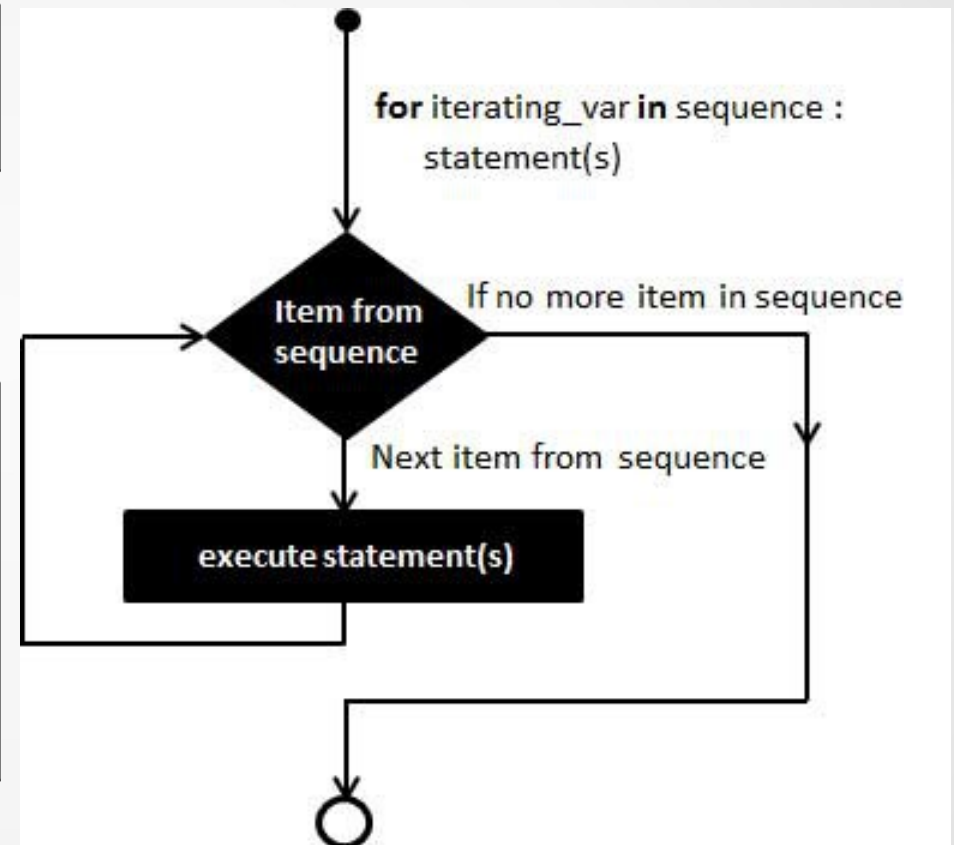 for iterating_var in sequence :
statement(s)
If no more item in sequence
Item from
sequence
Next item from sequence
execute statement(s)